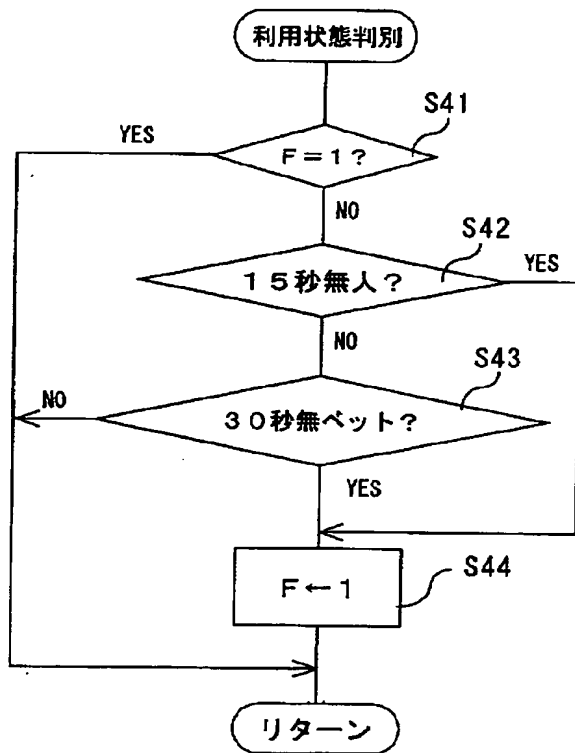 利用状態判別
S41
YES
F=1?
NO
S42
15秒無人?
YES
NO
S43
NO
30秒無ベット?
YES
S44
F←1
リターン